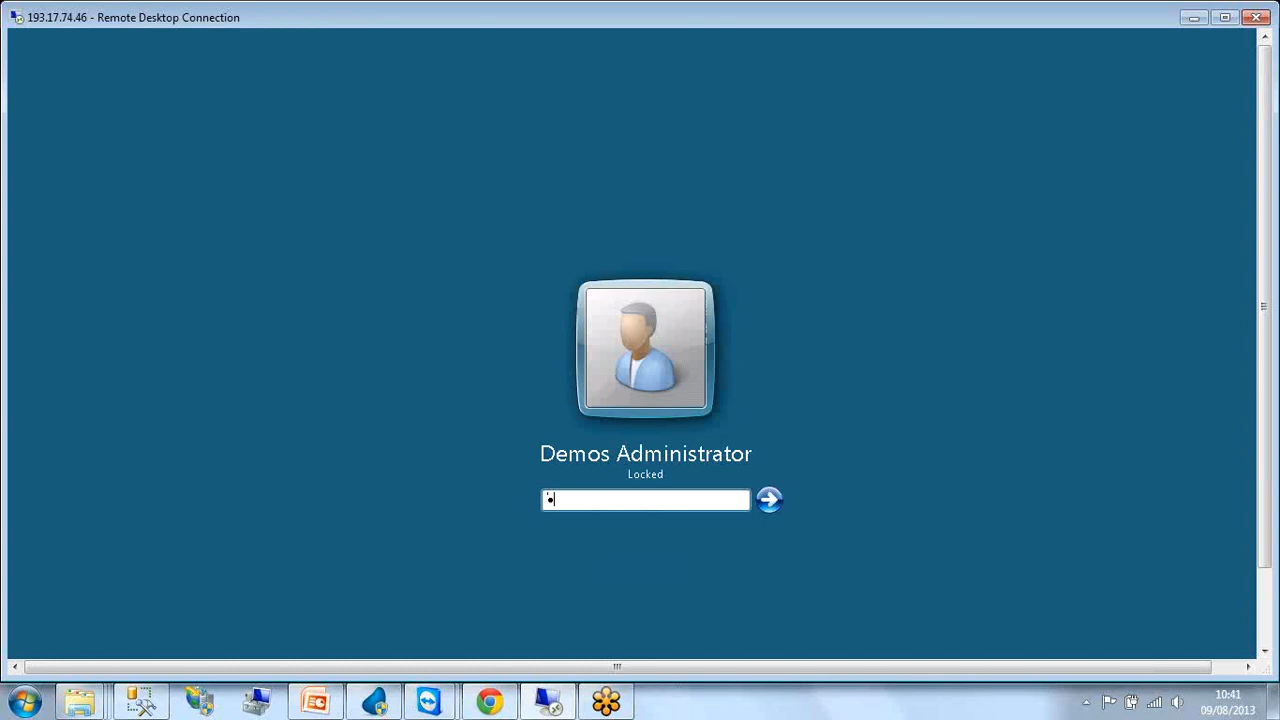 193.17.74.46 - Remote Desktop Connection
Demos Administrator
Locked
10:41
09/08/2013